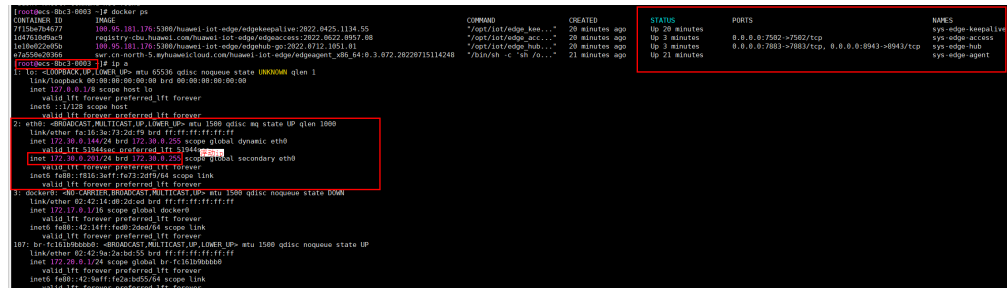 [root@ecs-8bc3-0003 ~]# docker ps
CONTAINER ID IMAGE COMMAND CREATED STATUS PORTS NAMES
7f15be7b4677 100.95.181.176:5300/huawei-iot-edge/edgekeepalive:2022.0425.1134.55 "/opt/iot/edge_kee..." 20 minutes ago Up 20 minutes sys-edge-keepalive
1d47610d9ac9 registry-cbu.huawei.com/huawei-iot-edge/edgeaccess:2022.0622.0957.08 "/opt/iot/edge_acc..." 20 minutes ago Up 3 minutes 0.0.0.0:7502->7502/tcp sys-edge-access
1e10e022e05b 100.95.181.176:5300/huawei-iot-edge/edgehub-go:2022.0712.1051.01 "/opt/iot/edge_hub..." 20 minutes ago Up 3 minutes 0.0.0.0:7883->7883/tcp, 0.0.0.0:8943->8943/tcp sys-edge-hub
e7a550e20366 swr.cn-north-5.myhuaweicloud.com/huawei-iot-edge/edgeagent_x86_64:0.3.072.20220715114248 "/bin/sh -c 'sh /o..." 21 minutes ago Up 21 minutes sys-edge-agent
[root@ecs-8bc3-0003 ~]# ip a
1: lo: <LOOPBACK,UP,LOWER_UP> mtu 65536 qdisc noqueue state UNKNOWN qlen 1
link/loopback 00:00:00:00:00:00 brd 00:00:00:00:00:00
inet 127.0.0.1/8 scope host lo
valid_lft forever preferred_lft forever
inet6 ::1/128 scope host
valid_lft forever preferred_lft forever
2: eth0: <BROADCAST,MULTICAST,UP,LOWER_UP> mtu 1500 qdisc mq state UP qlen 1000
link/ether fa:16:3e:73:2d:f9 brd ff:ff:ff:ff:ff:ff
inet 172.30.0.144/24 brd 172.30.0.255 scope global dynamic eth0
valid_lft 51944sec preferred_lft 51944s
inet 172.30.0.201/24 brd 172.30.0.255 scope global secondary eth0
valid_lft forever preferred_lft forever
inet6 fe80::f816:3eff:fe73:2df9/64 scope link
valid_lft forever preferred_lft forever
3: docker0: <NO-CARRIER,BROADCAST,MULTICAST,UP> mtu 1500 qdisc noqueue state DOWN
link/ether 02:42:14:d0:2d:ed brd ff:ff:ff:ff:ff:ff
inet 172.17.0.1/16 scope global docker0
valid_lft forever preferred_lft forever
inet6 fe80::42:14ff:fed0:2ded/64 scope link
valid_lft forever preferred_lft forever
107: br-fc161b9bbbb0: <BROADCAST,MULTICAST,UP,LOWER_UP> mtu 1500 qdisc noqueue state UP
link/ether 02:42:9a:2a:bd:55 brd ff:ff:ff:ff:ff:ff
inet 172.20.0.1/24 scope global br-fc161b9bbbb0
valid_lft forever preferred_lft forever
inet6 fe80::42:9aff:fe2a:bd55/64 scope link
valid_lft forever preferred_lft forever